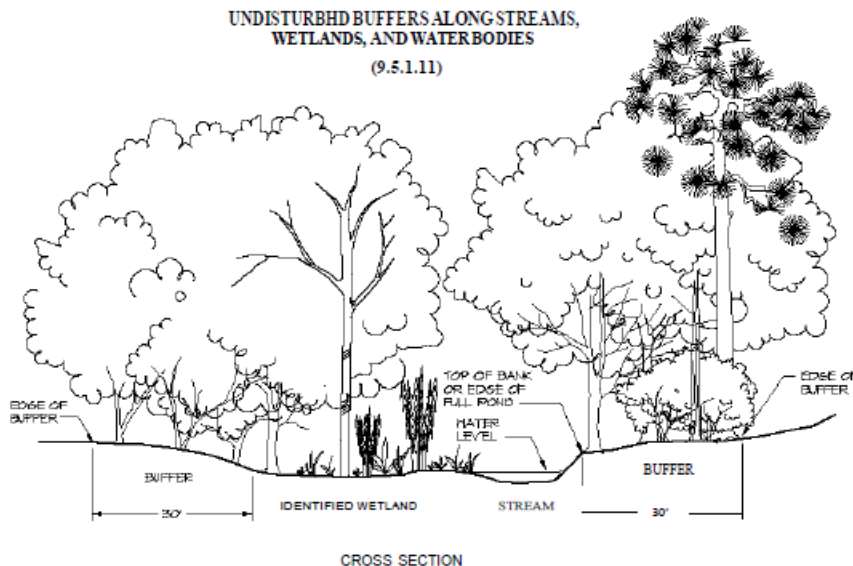 UNDISTURBHD BUFFERS ALONG STREAMS,
WETLANDS, AND WATER BODIES
(9.5.1.11)
TOP OF BANK
OR EDGE OF
FULL POND
WATER
LEVEL
EDGE OF
BUFFER
EDGE OF
BUFFER
BUFFER
BUFFER
IDENTIFIED WETLAND
STREAM
30'
30'
CROSS SECTION